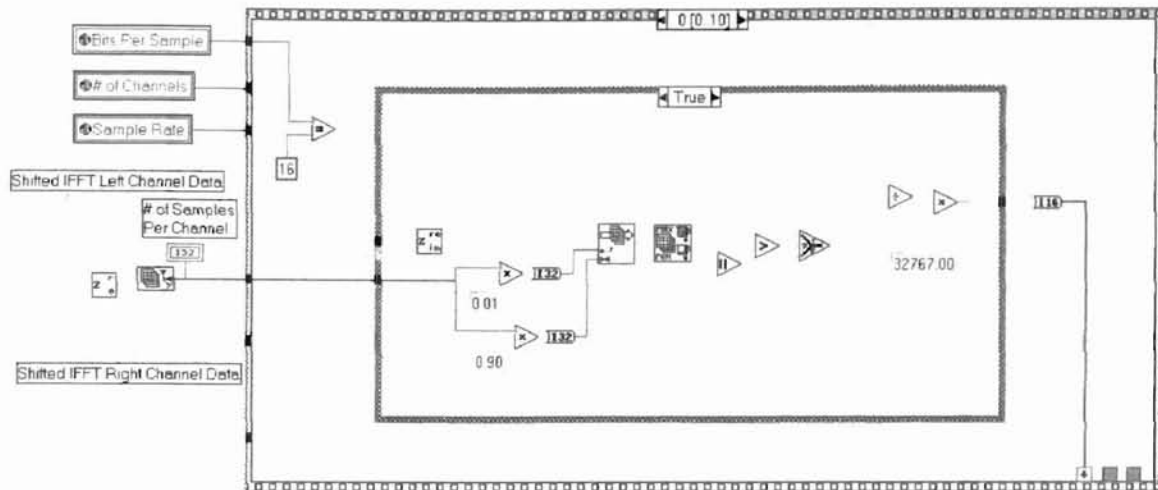 0 [0..10]
Bits Per Sample
# of Channels
True
Sample Rate
=
16
Shifted IFFT Left Channel Data
# of Samples
Per Channel
I32
0.01
I32
0.90
I32
32767.00
I16
Shifted IFFT Right Channel Data